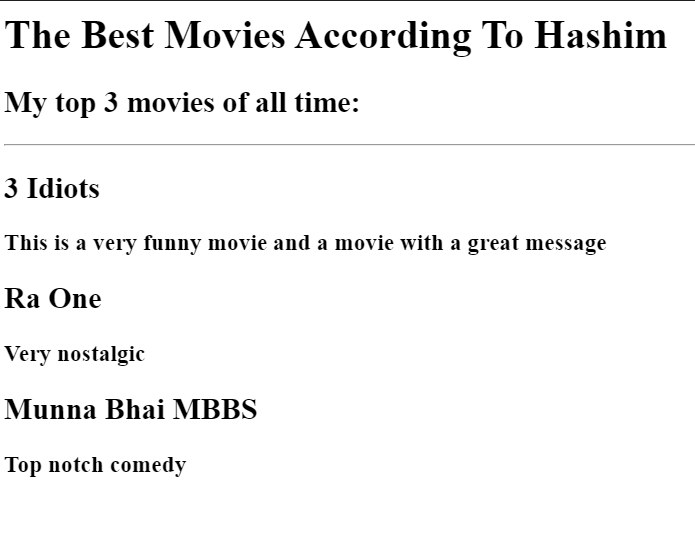 The Best Movies According To Hashim
My top 3 movies of all time:
3 Idiots
This is a very funny movie and a movie with a great message
Ra One
Very nostalgic
Munna Bhai MBBS
Top notch comedy